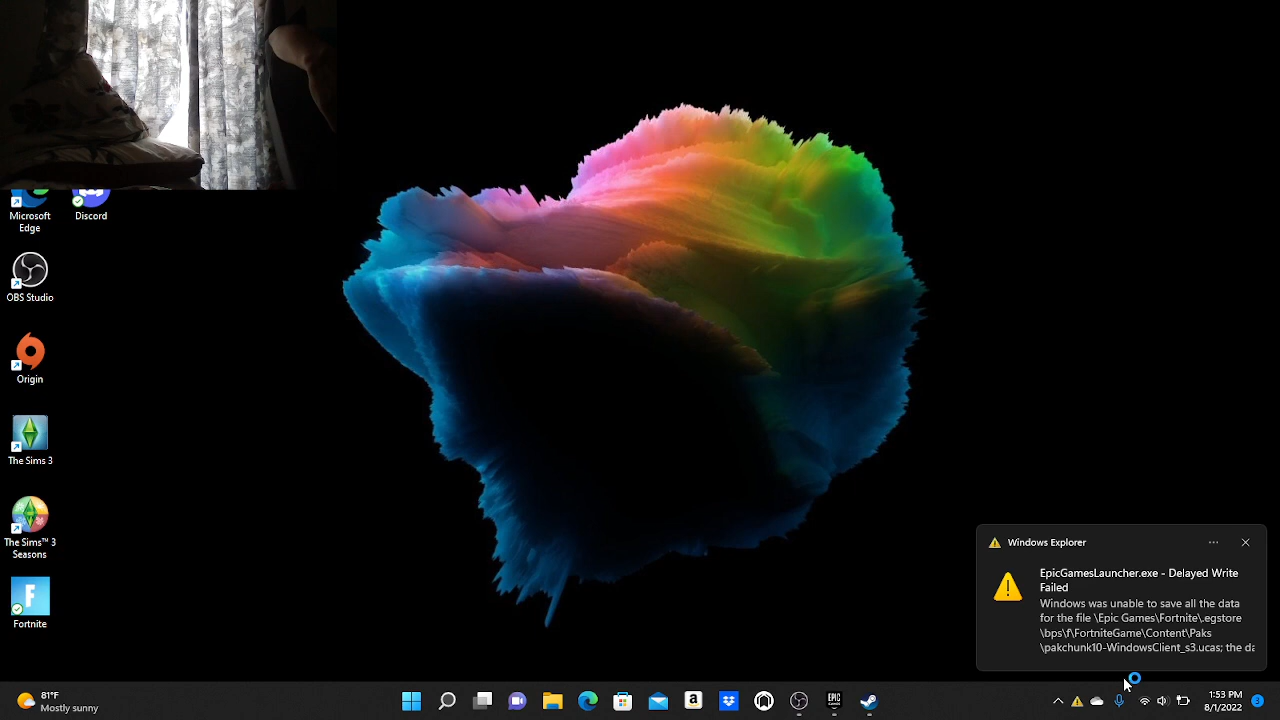 Microsoft
Edge
Discord
OBS Studio
Origin
The Sims 3
The Sims™ 3
Seasons
F
Fortnite
Windows Explorer
EpicGamesLauncher.exe - Delayed Write
Failed
Windows was unable to save all the data
for the file \Epic Games\Fortnite\.egstore
\bps\f\FortniteGame\Content\Paks
\pakchunk10-WindowsClient_s3.ucas; the da
81°F
Mostly sunny
a
EPIC
1:53 PM
8/1/2022
3